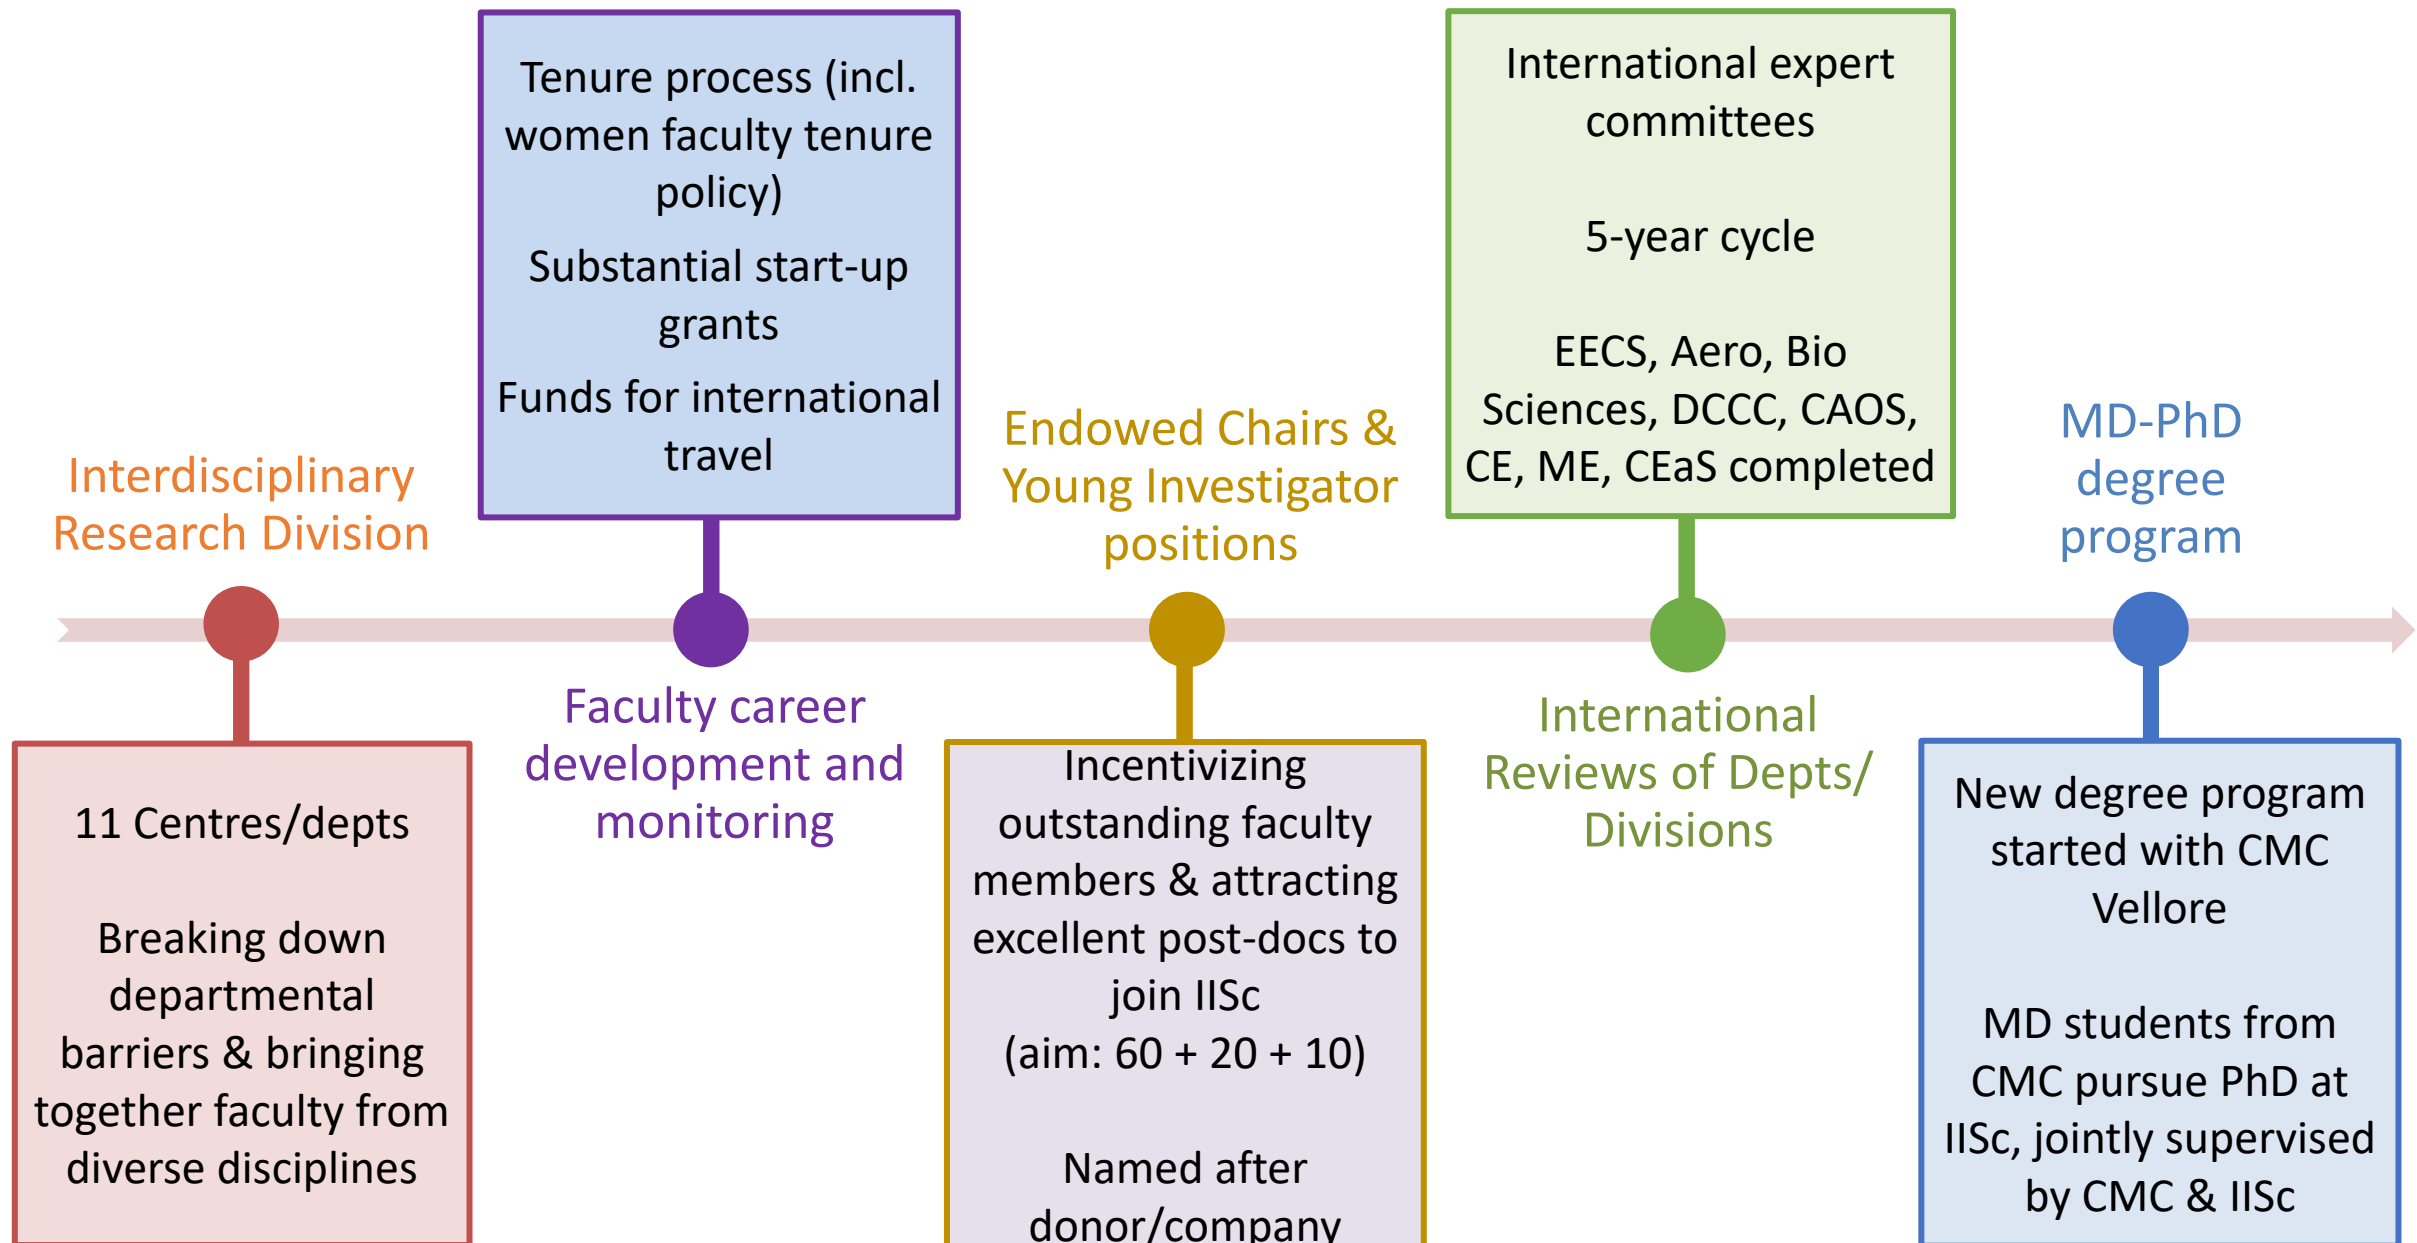 Interdisciplinary
Research Division
11 Centres/depts
Breaking down
departmental
barriers & bringing
together faculty from
diverse disciplines
Tenure process (incl.
women faculty tenure
policy)
Substantial start-up
grants
Funds for international
travel
Faculty career
development and
monitoring
Endowed Chairs &
Young Investigator
positions
Incentivizing
outstanding faculty
members & attracting
excellent post-docs to
join IISc
(aim: 60 + 20 + 10)
Named after
donor/company
International expert
committees
5-year cycle
EECS, Aero, Bio
Sciences, DCCC, CAOS,
CE, ME, CEaS completed
International
Reviews of Depts/
Divisions
MD-PhD
degree
program
New degree program
started with CMC
Vellore
MD students from
CMC pursue PhD at
IISc, jointly supervised
by CMC & IISc